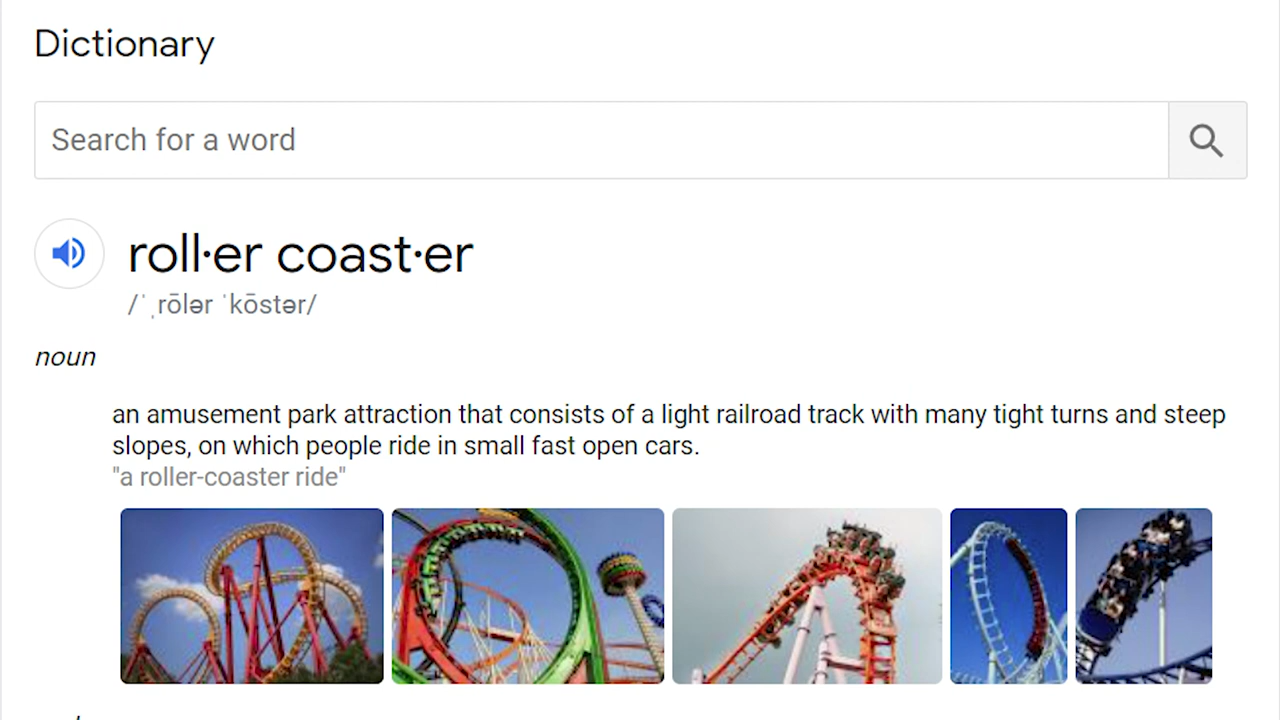 Dictionary
Search for a word
roll·er coast·er
/ˈˌrōlər ˈkōstər/
noun
an amusement park attraction that consists of a light railroad track with many tight turns and steep
slopes, on which people ride in small fast open cars.
"a roller-coaster ride"